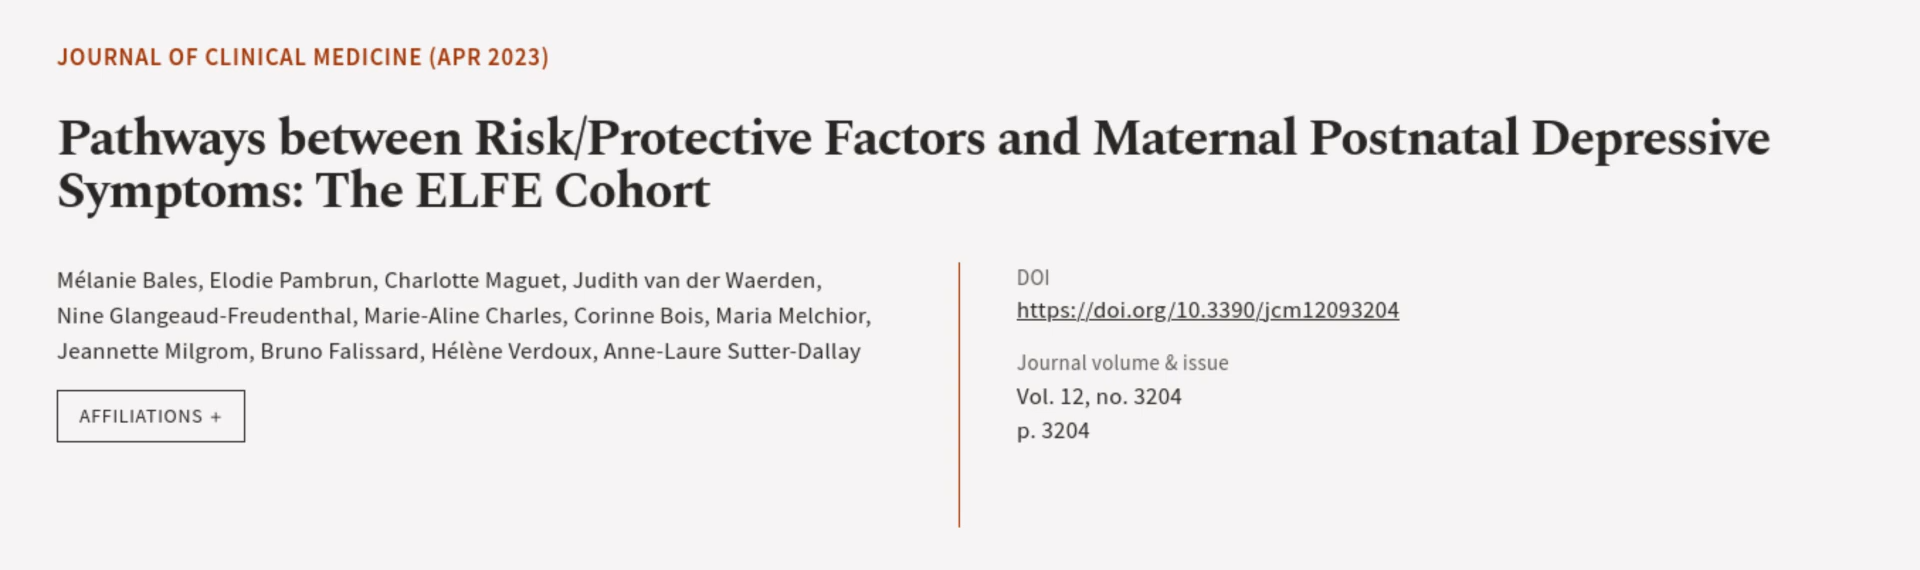 JOURNAL OF CLINICAL MEDICINE (APR 2023)
Pathways between Risk/Protective Factors and Maternal Postnatal Depressive
Symptoms: The ELFE Cohort
Mélanie Bales, Elodie Pambrun, Charlotte Maguet, Judith van der Waerden,
Nine Glangeaud-Freudenthal, Marie-Aline Charles, Corinne Bois, Maria Melchior,
Jeannette Milgrom, Bruno Falissard, Hélène Verdoux, Anne-Laure Sutter-Dallay
AFFILIATIONS +
DOI
https://doi.org/10.3390/jcm12093204
Journal volume & issue
Vol. 12, no. 3204
p. 3204